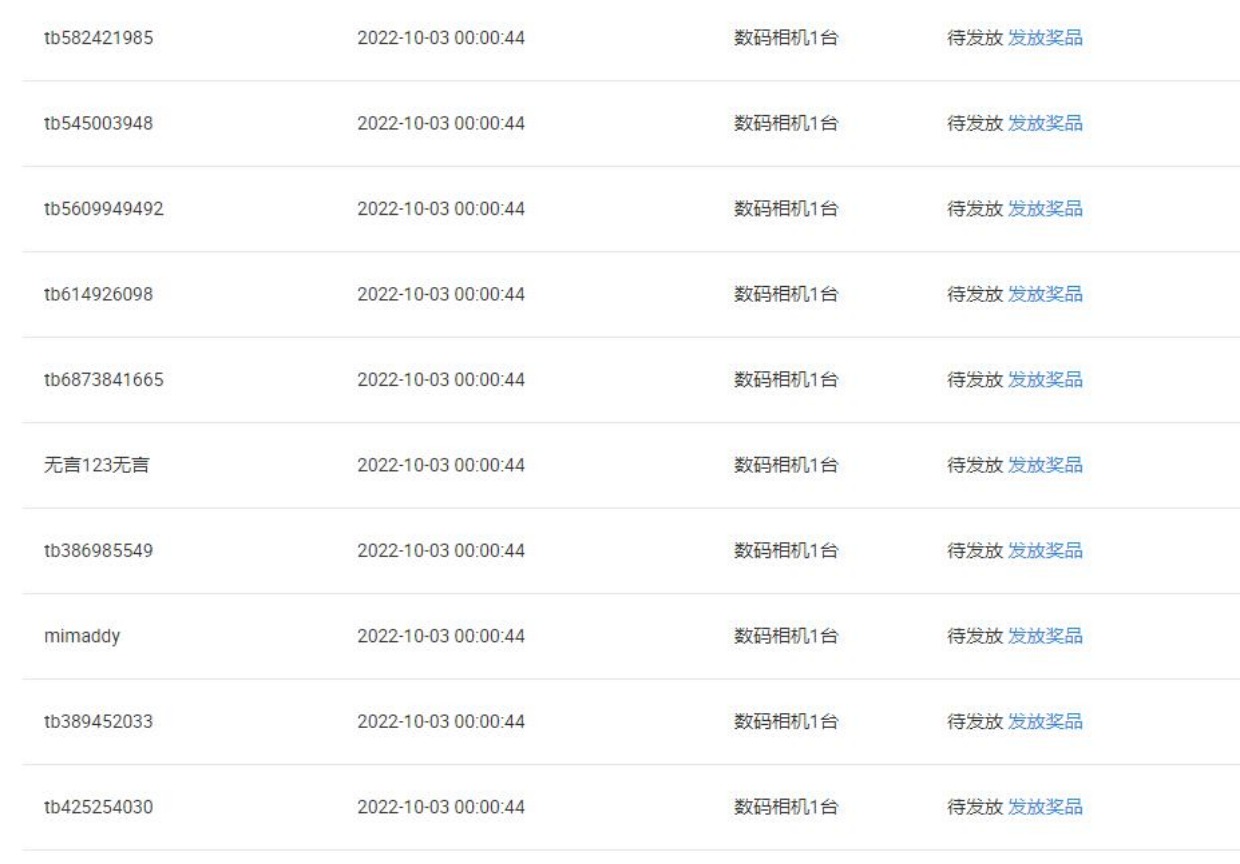 tb582421985 2022-10-03 00:00:44 数码相机1台 待发放 发放奖品
tb545003948 2022-10-03 00:00:44 数码相机1台 待发放 发放奖品
tb5609949492 2022-10-03 00:00:44 数码相机1台 待发放 发放奖品
tb614926098 2022-10-03 00:00:44 数码相机1台 待发放 发放奖品
tb6873841665 2022-10-03 00:00:44 数码相机1台 待发放 发放奖品
无言123无言 2022-10-03 00:00:44 数码相机1台 待发放 发放奖品
tb386985549 2022-10-03 00:00:44 数码相机1台 待发放 发放奖品
mimaddy 2022-10-03 00:00:44 数码相机1台 待发放 发放奖品
tb389452033 2022-10-03 00:00:44 数码相机1台 待发放 发放奖品
tb425254030 2022-10-03 00:00:44 数码相机1台 待发放 发放奖品